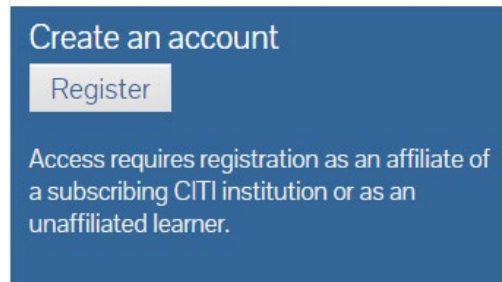 Create an account
Register
Access requires registration as an affiliate of
a subscribing CITI institution or as an
unaffiliated learner.